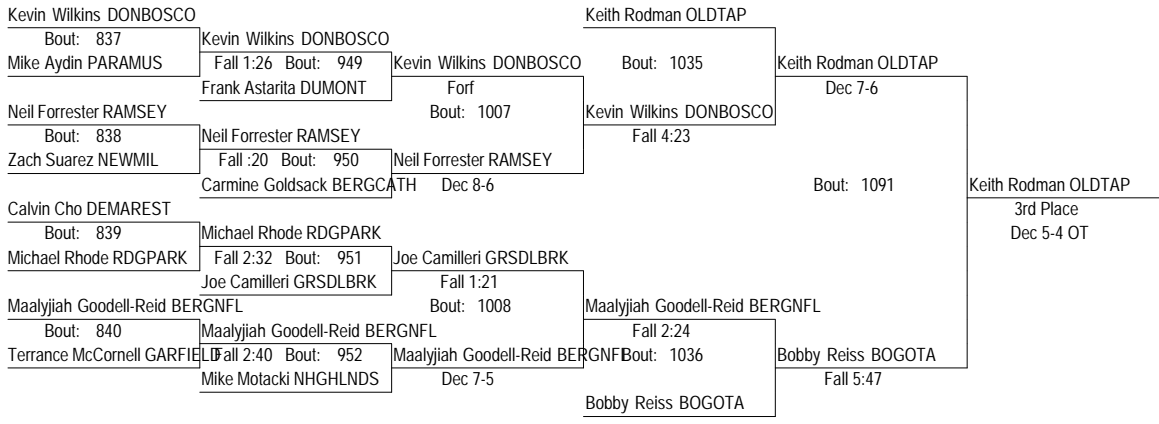 Kevin Wilkins DONBOSCO
Bout: 837
Mike Aydin PARAMUS
Neil Forrester RAMSEY
Bout: 838
Zach Suarez NEWMIL
Calvin Cho DEMAREST
Bout: 839
Michael Rhode RDGPARK
Maalyjiah Goodell-Reid BERGNFL
Bout: 840
Terrance McCornell GARFIELD
Kevin Wilkins DONBOSCO
Fall 1:26 Bout: 949
Frank Astarita DUMONT
Neil Forrester RAMSEY
Fall :20 Bout: 950
Carmine Goldsack BERGCATH
Michael Rhode RDGPARK
Fall 2:32 Bout: 951
Joe Camilleri GRSDLBRK
Maalyjiah Goodell-Reid BERGNFL
Fall 2:40 Bout: 952
Mike Motacki NHGHLNDS
Kevin Wilkins DONBOSCO
Forf
Bout: 1007
Neil Forrester RAMSEY
Dec 8-6
Joe Camilleri GRSDLBRK
Fall 1:21
Bout: 1008
Maalyjiah Goodell-Reid BERGNFL
Dec 7-5
Keith Rodman OLDTAP
Bout: 1035
Kevin Wilkins DONBOSCO
Fall 4:23
Maalyjiah Goodell-Reid BERGNFL
Fall 2:24
Bout: 1036
Bobby Reiss BOGOTA
Keith Rodman OLDTAP
Dec 7-6
Bout: 1091
Bobby Reiss BOGOTA
Fall 5:47
Keith Rodman OLDTAP
3rd Place
Dec 5-4 OT